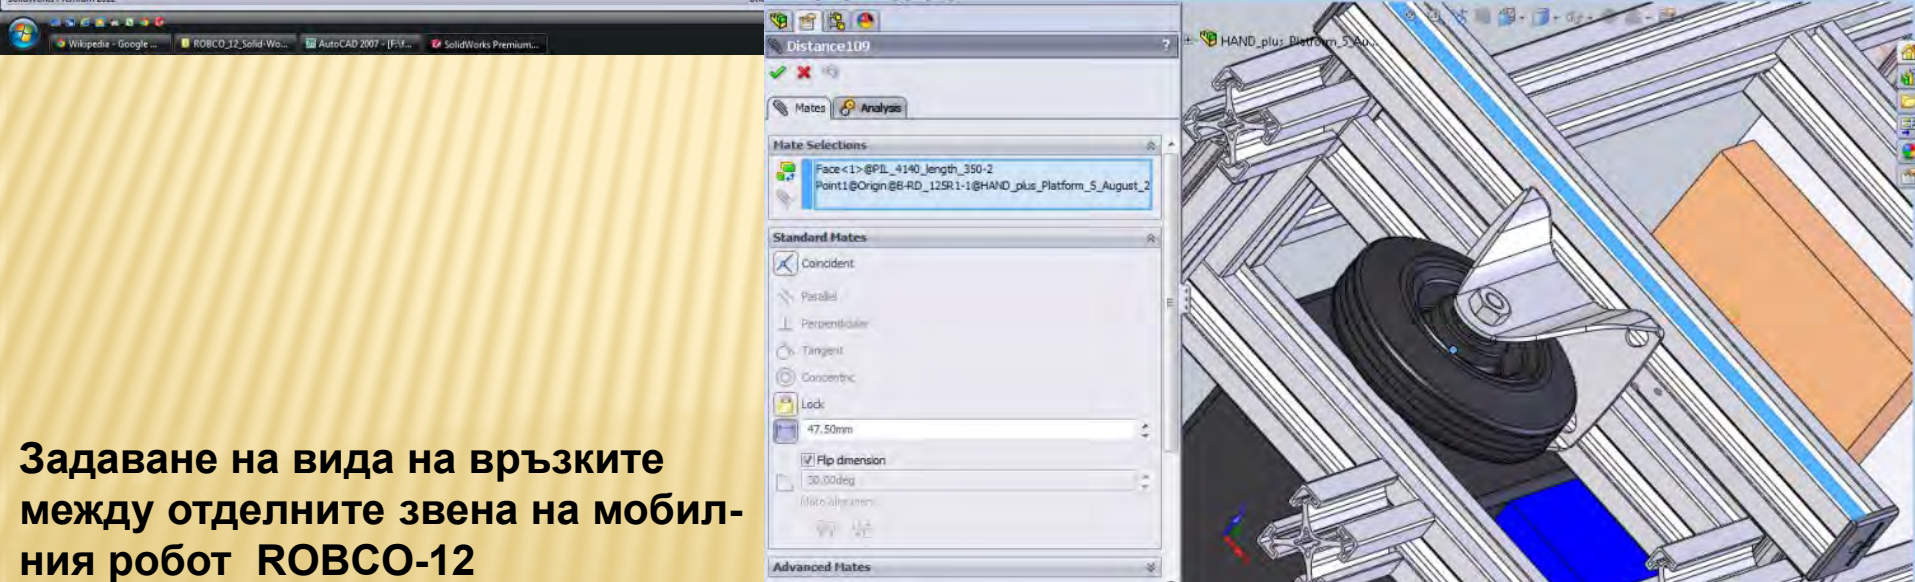 Wikipedia - Google ...
ROBCO_12_Solid-Wo...
AutoCAD 2007 - [F:\f...
SolidWorks Premium...
Задаване на вида на връзките
между отделните звена на мобил-
ния робот ROBCO-12
Distance109
?
Mates
Analysis
Mate Selections
Face<1>@PIL_4140_length_350-2
Point1@Origin@B-RD_125R1-1@HAND_plus_Platform_5_August_2
Standard Mates
Coincident
Parallel
Perpendicular
Tangent
Concentric
Lock
47.50mm
Flip dimension
30.00deg
Advanced Mates
HAND_plus_Platform_5_Au...